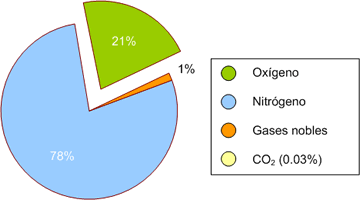 21%
1%
78%
Oxígeno
Nitrógeno
Gases nobles
CO₂ (0.03%)